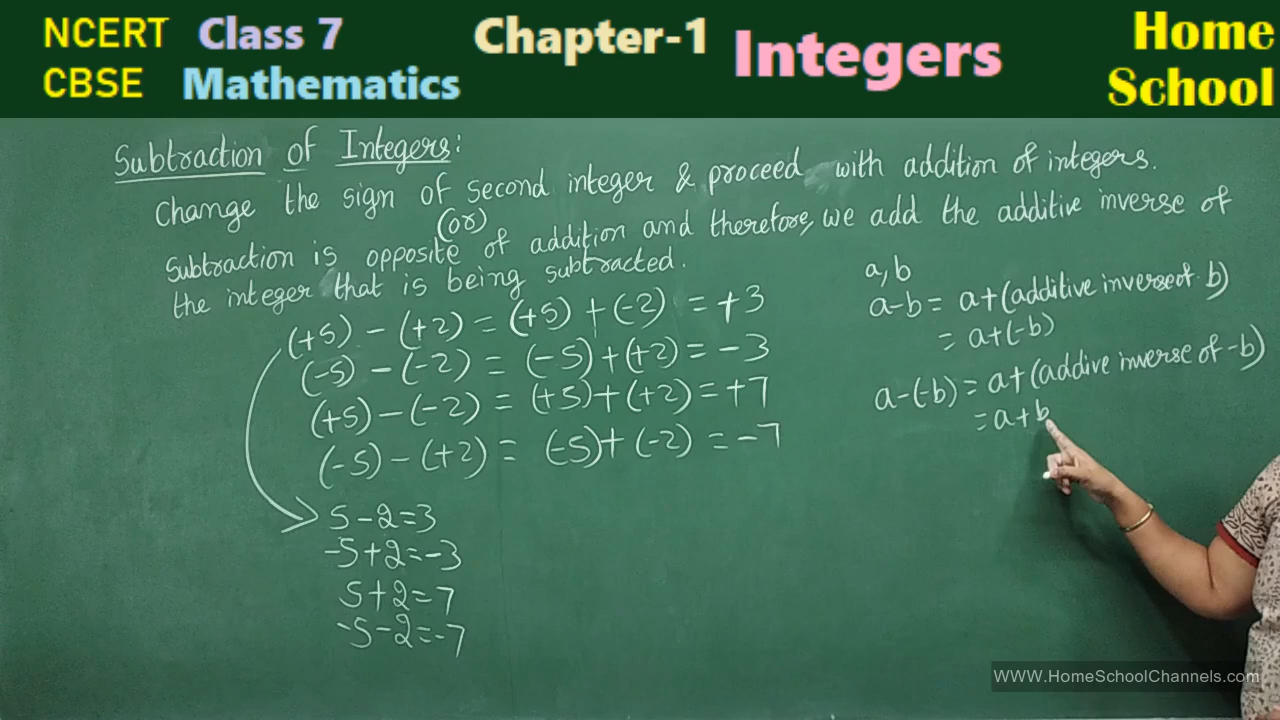 NCERT Class 7 Chapter-1 Integers Home
CBSE Mathematics School
Subtraction of Integers:
Change the sign of second integer & proceed with addition of integers.
(or)
Subtraction is opposite of addition and therefore, we add the additive inverse of
the integer that is being subtracted.
(+5) - (+2) = (+5) + (-2) = +3
(-5) - (-2) = (-5) + (+2) = -3
(+5) - (-2) = (+5) + (+2) = +7
(-5) - (+2) = (-5) + (-2) = -7
5 - 2 = 3
-5 + 2 = -3
5 + 2 = 7
-5 - 2 = -7
a, b
a - b = a + (additive inverse of b)
= a + (-b)
a - (-b) = a + (addive inverse of -b)
= a + b
WWW.HomeSchoolChannels.com